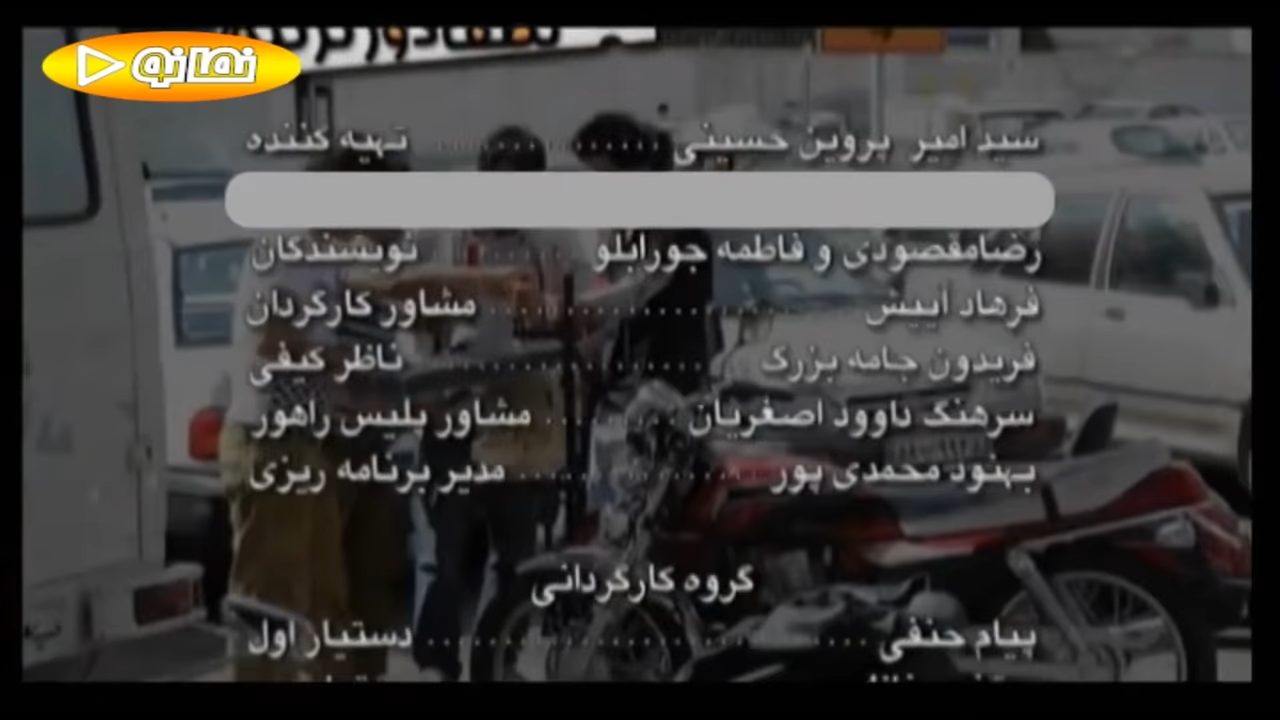 نمانه
سید امیر پروین حسینی ................ تهیه کننده
رضامقصودی و فاطمه جورابلو .......... نویسندگان
فرهاد آییش ...................... مشاور کارگردان
فریدون جامه بزرگ .................... ناظر کیفی
سرهنگ داوود اصغریان .......... مشاور پلیس راهور
بهنود محمدی پور .................. مدیر برنامه ریزی
گروه کارگردانی
پیام حنفی ................................ دستیار اول